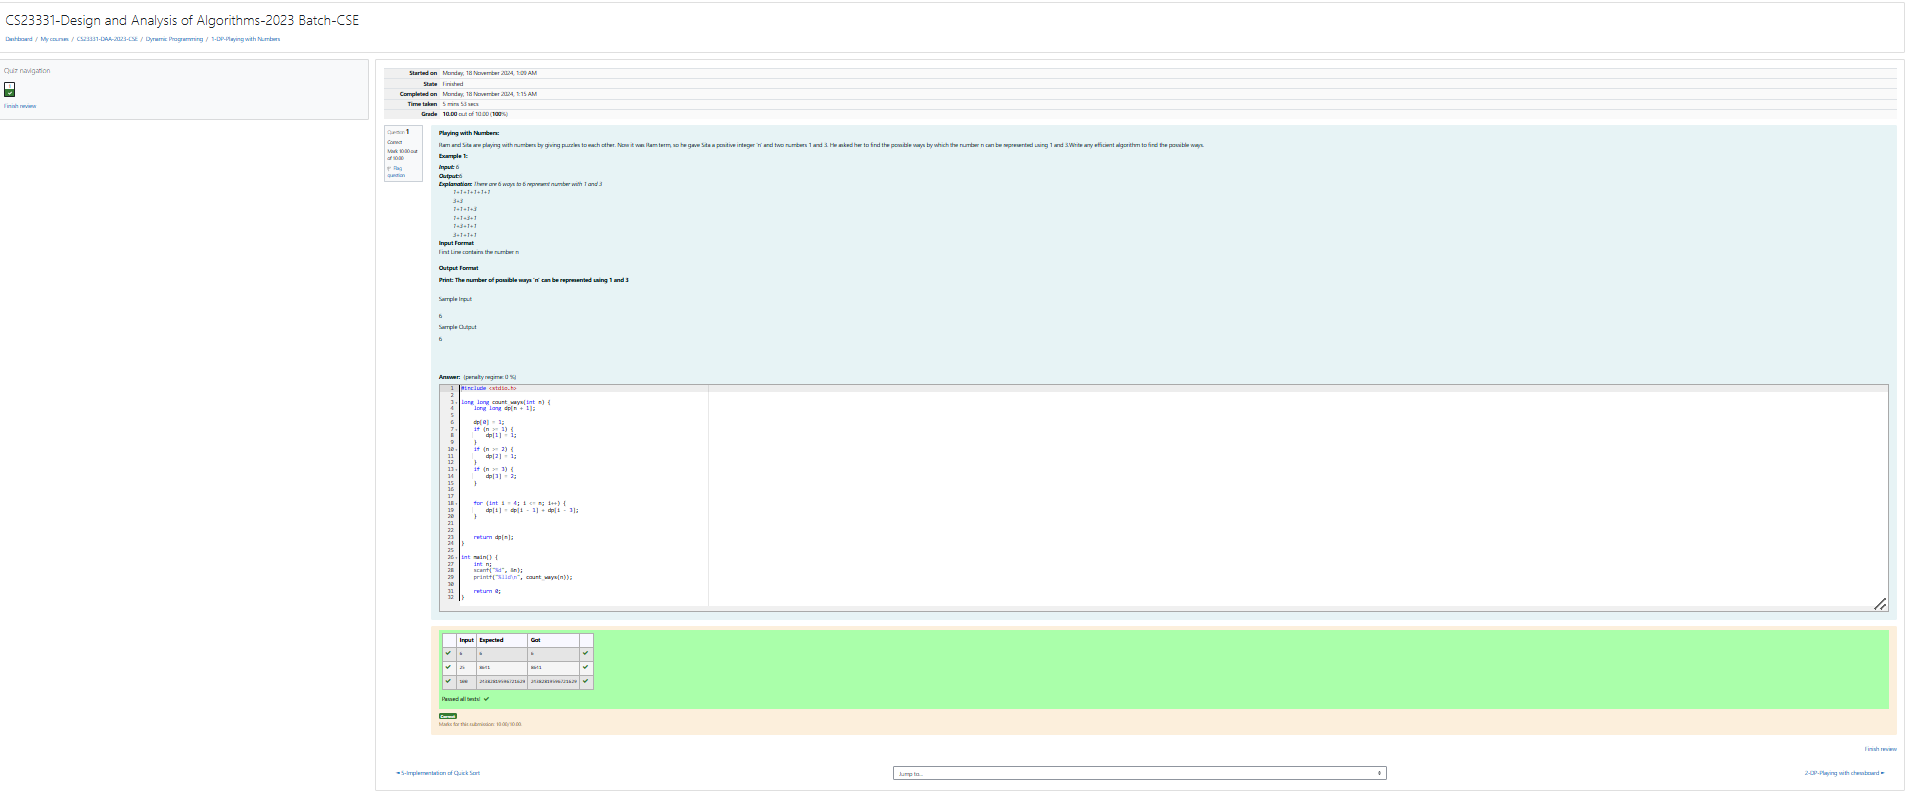 CS23331-Design and Analysis of Algorithms-2023 Batch-CSE
Dashboard / My courses / CS23331-DAA-2023-CSE / Dynamic Programming / 1-DP-Playing with Numbers
Quiz navigation
1
Finish review
Started on Monday, 18 November 2024, 1:09 AM
State Finished
Completed on Monday, 18 November 2024, 1:15 AM
Time taken 5 mins 53 secs
Grade 10.00 out of 10.00 (100%)
Question 1
Correct
Mark 10.00 out
of 10.00
Flag
question
Playing with Numbers:
Ram and Sita are playing with numbers by giving puzzles to each other. Now it was Ram term, so he gave Sita a positive integer 'n' and two numbers 1 and 3. He asked her to find the possible ways by which the number n can be represented using 1 and 3.Write any efficient algorithm to find the possible ways.
Example 1:
Input: 6
Output:6
Explanation: There are 6 ways to 6 represent number with 1 and 3
1+1+1+1+1+1
3+3
1+1+1+3
1+1+3+1
1+3+1+1
3+1+1+1
Input Format
First Line contains the number n
Output Format
Print: The number of possible ways 'n' can be represented using 1 and 3
Sample Input
6
Sample Output
6
Answer: (penalty regime: 0 %)
1 #include <stdio.h>
2
3 long long count_ways(int n) {
4 long long dp[n + 1];
5
6 dp[0] = 1;
7 if (n >= 1) {
8 dp[1] = 1;
9 }
10 if (n >= 2) {
11 dp[2] = 1;
12 }
13 if (n >= 3) {
14 dp[3] = 2;
15 }
16
17
18 for (int i = 4; i <= n; i++) {
19 dp[i] = dp[i - 1] + dp[i - 3];
20 }
21
22
23 return dp[n];
24 }
25
26 int main() {
27 int n;
28 scanf("%d", &n);
29 printf("%lld\n", count_ways(n));
30
31 return 0;
32 }
Input Expected Got
6 6 6
25 8641 8641
100 24382819596721629 24382819596721629
Passed all tests!
Correct
Marks for this submission: 10.00/10.00.
Finish review
5-Implementation of Quick Sort
Jump to...
2-DP-Playing with chessboard